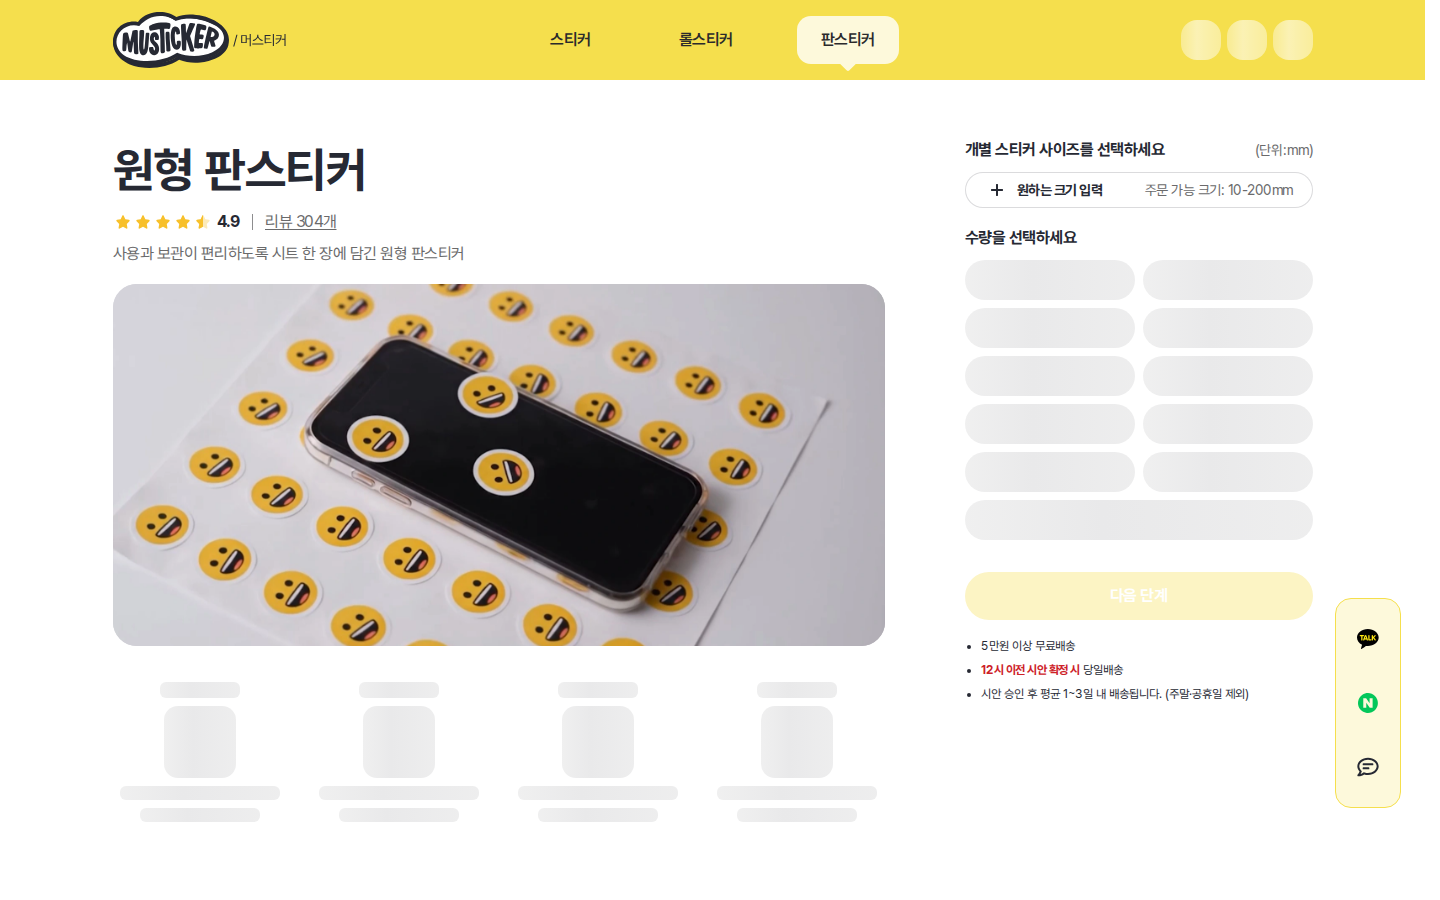 MUSTICKER / 머스티커
스티커
롤스티커
판스티커
원형 판스티커
4.9 | 리뷰 304개
사용과 보관이 편리하도록 시트 한 장에 담긴 원형 판스티커
개별 스티커 사이즈를 선택하세요 (단위:mm)
+ 원하는 크기 입력 주문 가능 크기: 10-200mm
수량을 선택하세요
다음 단계
• 5만원 이상 무료배송
• 12시 이전 시안 확정 시 당일배송
• 시안 승인 후 평균 1~3일 내 배송됩니다. (주말·공휴일 제외)
TALK
N